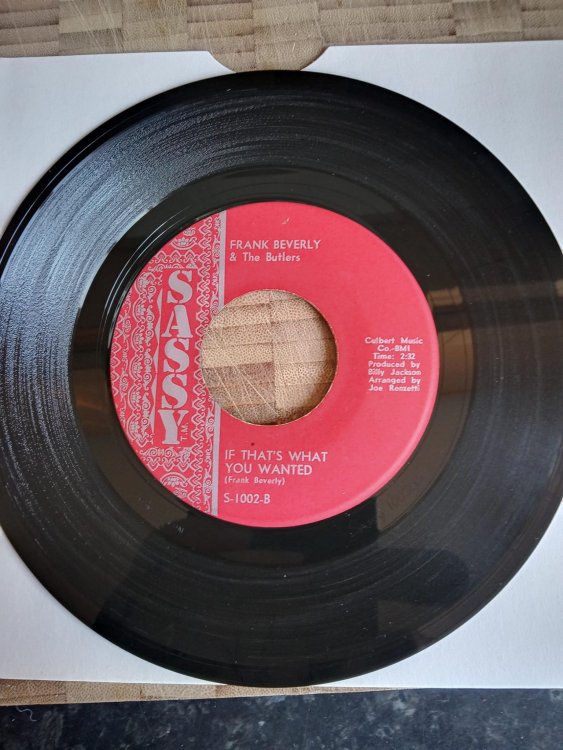 FRANK BEVERLY
& The Butlers
SASSY
T.M.
Culbert Music
Co.-BMI
Time: 2:32
Produced by
Billy Jackson
Arranged by
Joe Renzetti
IF THAT'S WHAT
YOU WANTED
(Frank Beverly)
S-1002-B